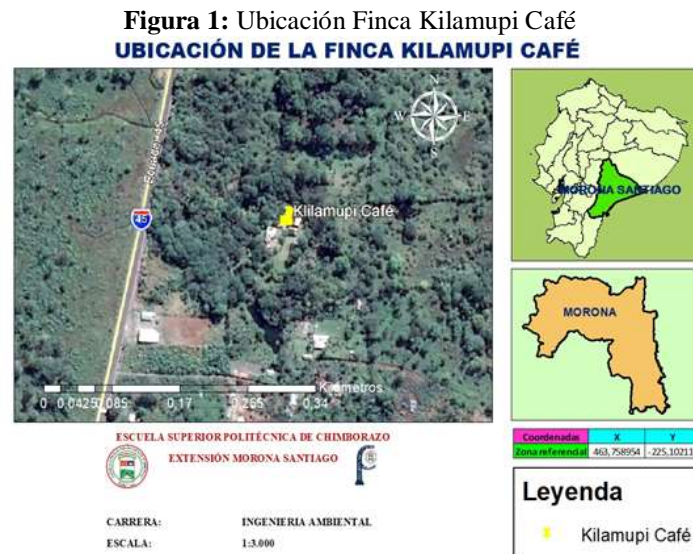 Figura 1: Ubicación Finca Kilamupi Café
UBICACIÓN DE LA FINCA KILAMUPI CAFÉ
N
W
E
S
45
Klilamupi Café
Kilómetros
0 0,0425 0,085 0,17 0,255 0,34
MORONA SANTIAGO
MORONA
Coordenadas X Y
Zona referencial 463,758954 -225,10211
ESCUELA SUPERIOR POLITÉCNICA DE CHIMBORAZO
EXTENSIÓN MORONA SANTIAGO
CARRERA: INGENIERIA AMBIENTAL
ESCALA: 1:3.000
Leyenda
Kilamupi Café